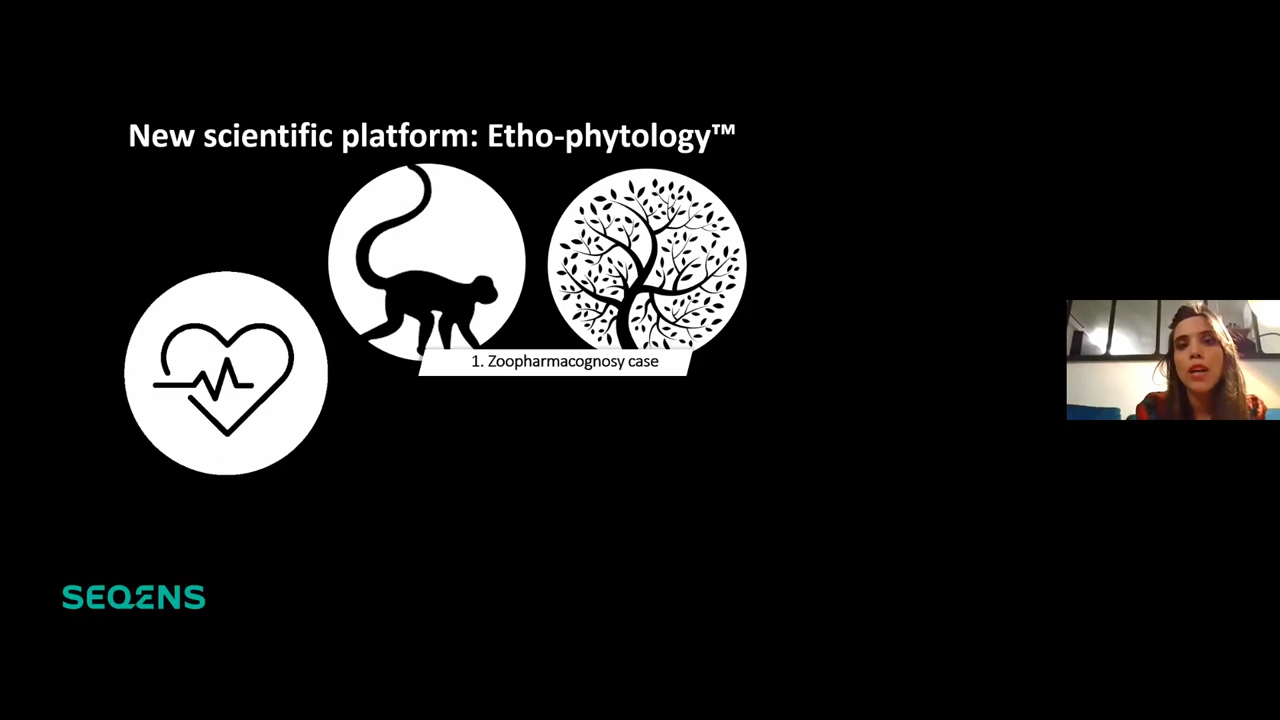 New scientific platform: Etho-phytology™
1. Zoopharmacognosy case
SEQENS